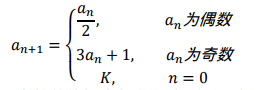 a_{n+1} = { \frac{a_n}{2}, a_n为偶数
3a_n + 1, a_n为奇数
K, n = 0